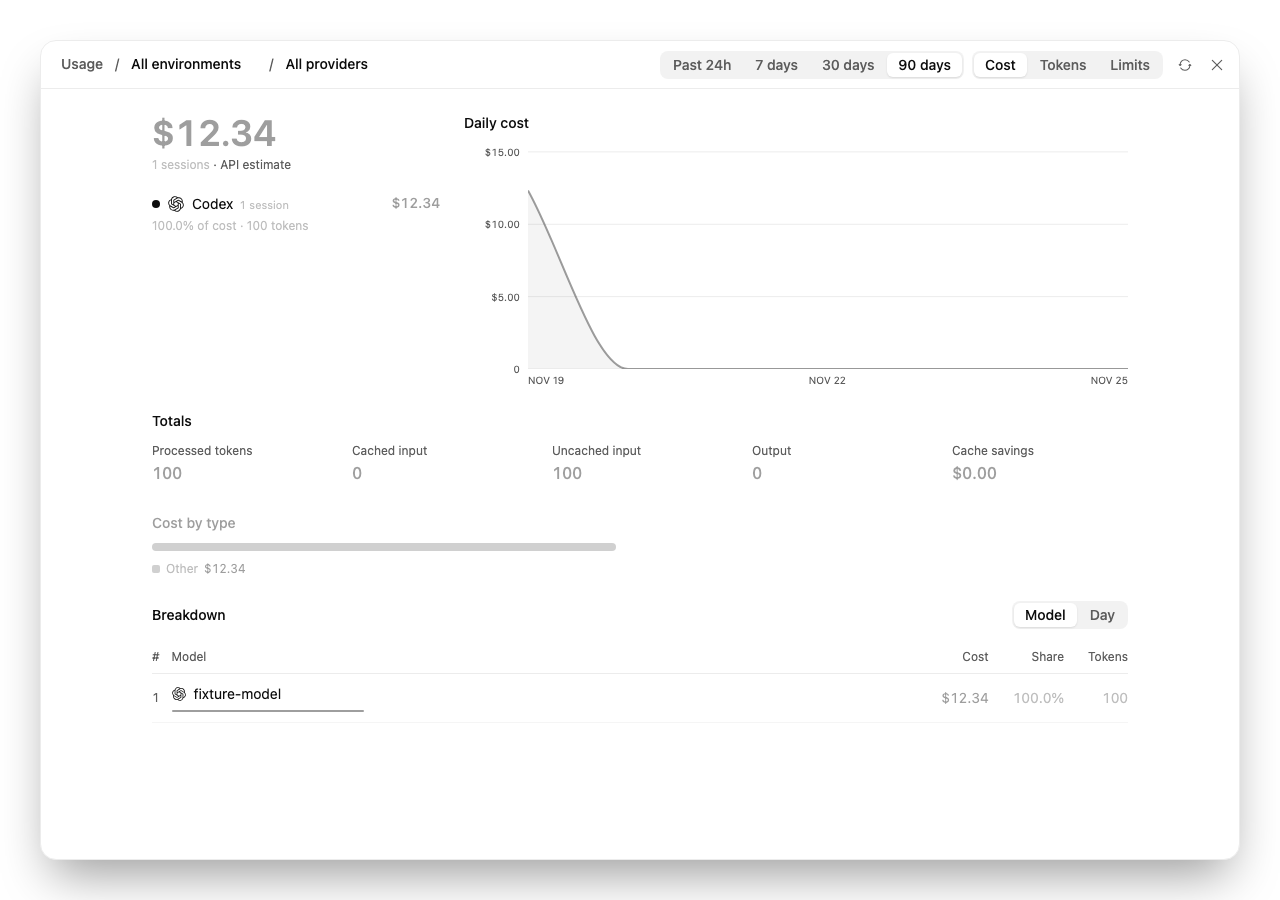 Usage / All environments / All providers
Past 24h 7 days 30 days 90 days Cost Tokens Limits
$12.34
1 sessions · API estimate
Codex 1 session $12.34
100.0% of cost · 100 tokens
Daily cost
$15.00
$10.00
$5.00
0
NOV 19 NOV 22 NOV 25
Totals
Processed tokens Cached input Uncached input Output Cache savings
100 0 100 0 $0.00
Cost by type
Other $12.34
Breakdown Model Day
# Model Cost Share Tokens
1 fixture-model $12.34 100.0% 100